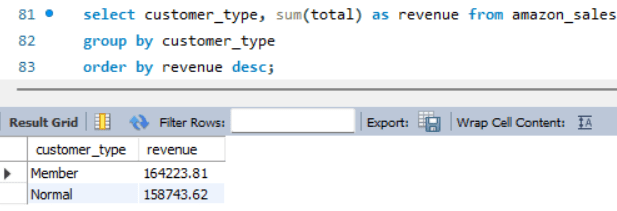 81 select customer_type, sum(total) as revenue from amazon_sales
82 group by customer_type
83 order by revenue desc;
Result Grid Filter Rows: Export: Wrap Cell Content: IA
customer_type revenue
Member 164223.81
Normal 158743.62